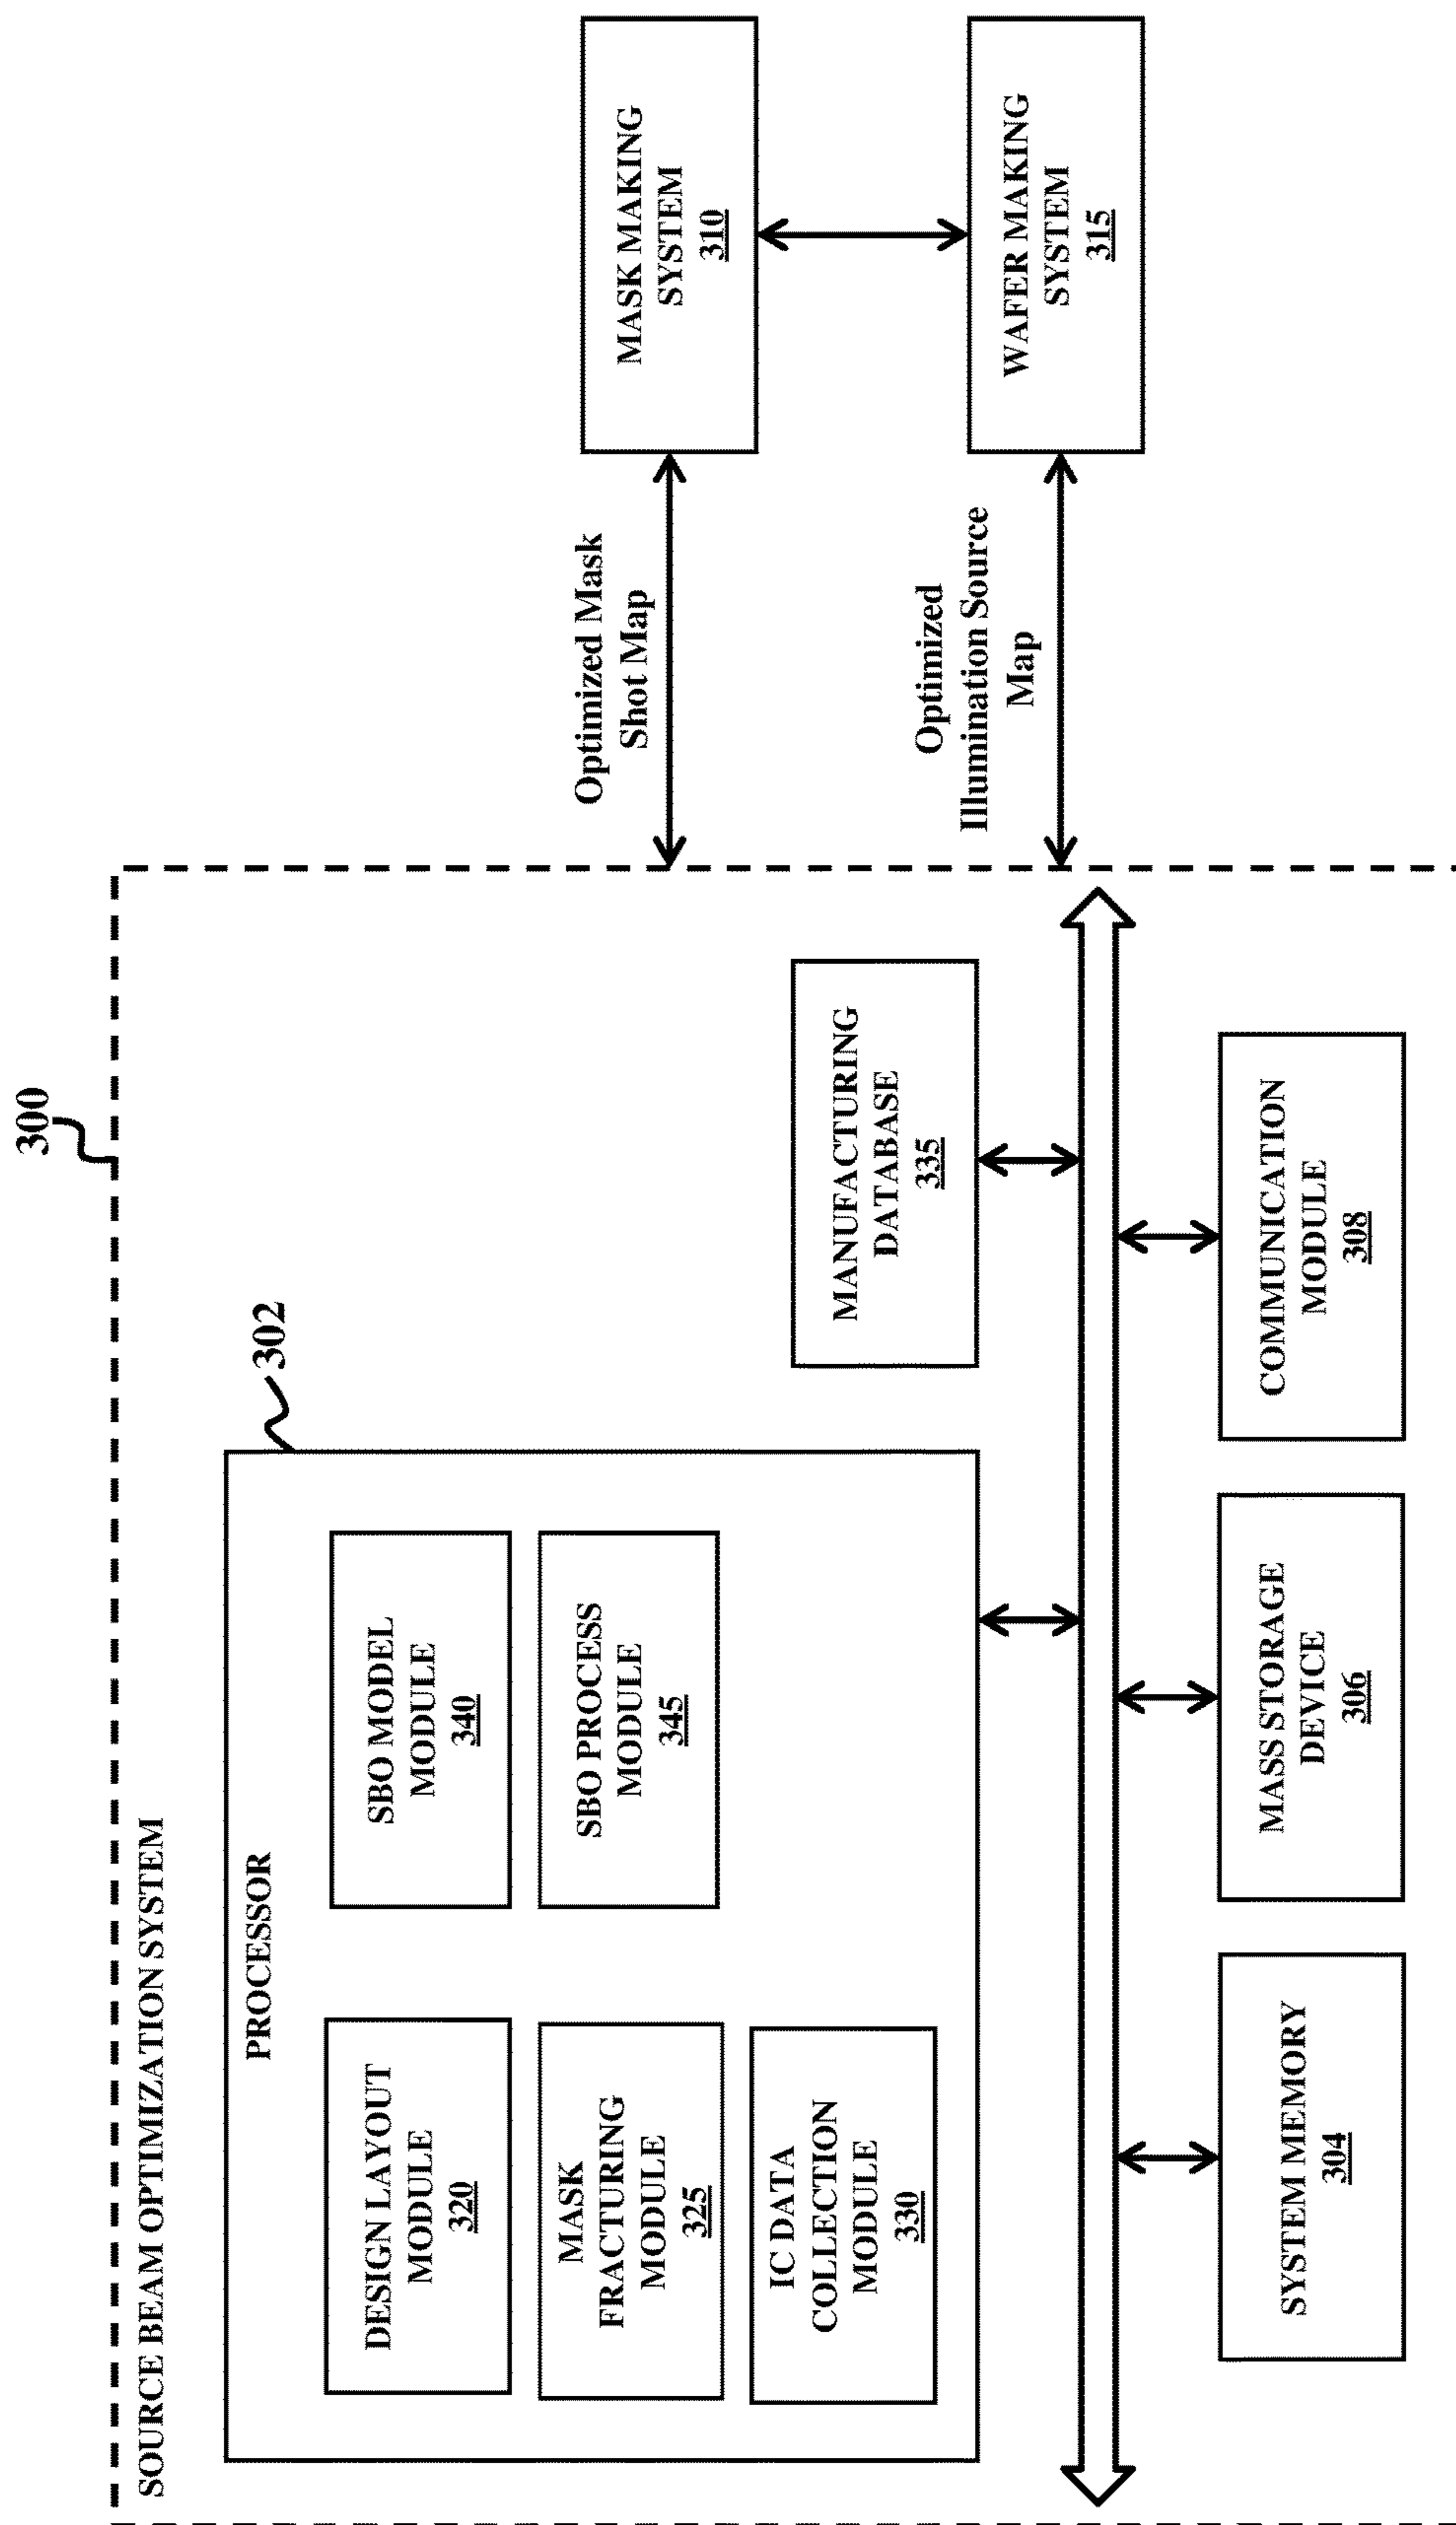 300
SOURCE BEAM OPTIMIZATION SYSTEM
302
PROCESSOR
DESIGN LAYOUT
MODULE
320
SBO MODEL
MODULE
340
MASK
FRACTURING
MODULE
325
SBO PROCESS
MODULE
345
IC DATA
COLLECTION
MODULE
330
MANUFACTURING
DATABASE
335
SYSTEM MEMORY
304
MASS STORAGE
DEVICE
306
COMMUNICATION
MODULE
308
Optimized Mask
Shot Map
Optimized
Illumination Source
Map
MASK MAKING
SYSTEM
310
WAFER MAKING
SYSTEM
315